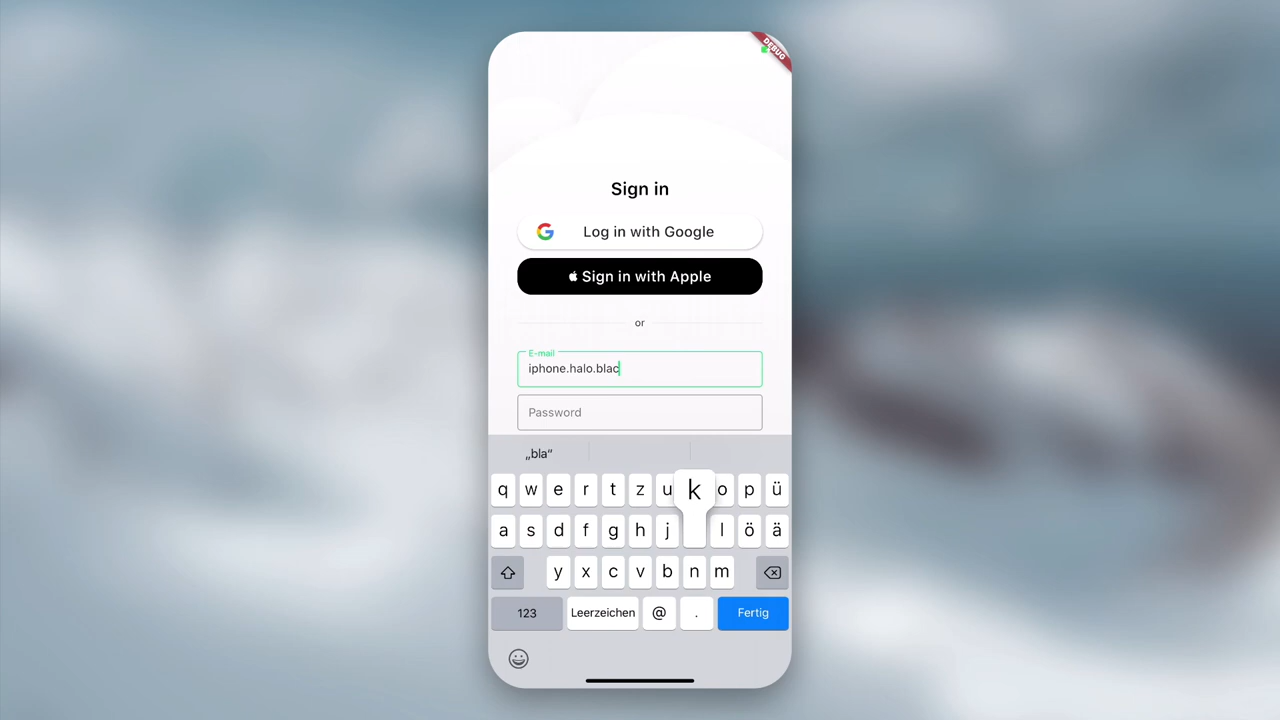 DEBUG
Sign in
Log in with Google
Sign in with Apple
or
E-mail
iphone.halo.blac
Password
„bla“
q w e r t z u k o p ü
a s d f g h j l ö ä
y x c v b n m
123 Leerzeichen @ . Fertig